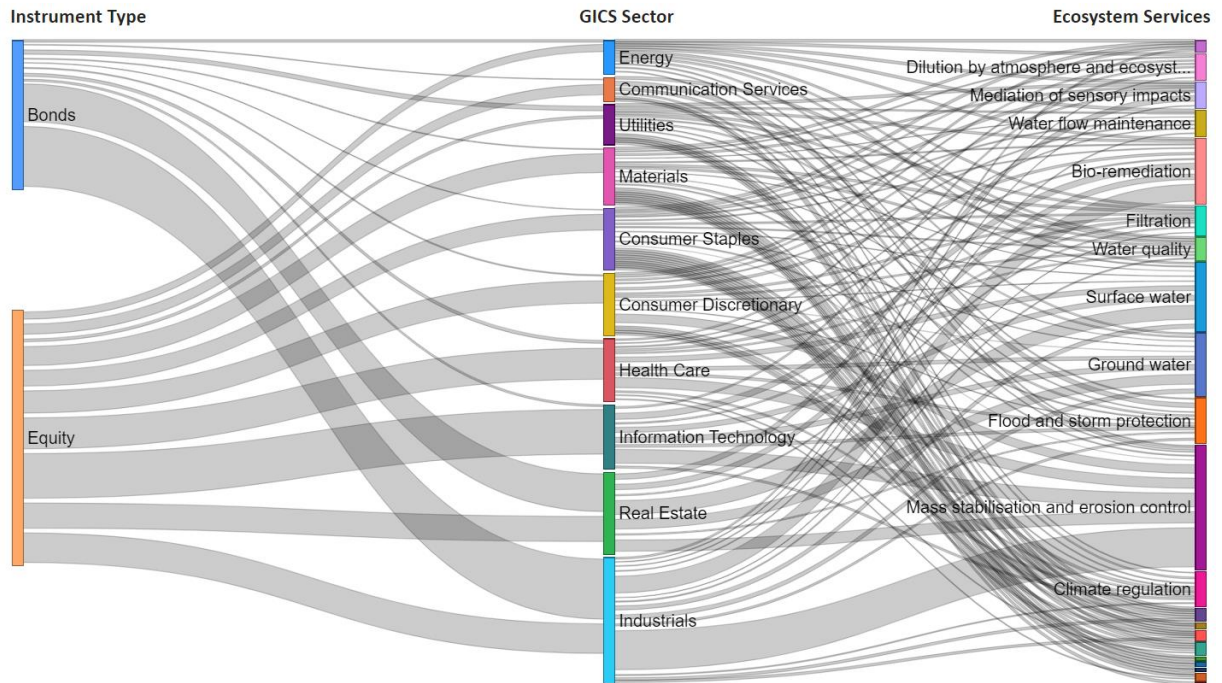 Instrument Type
GICS Sector
Ecosystem Services
Bonds
Equity
Energy
Communication Services
Utilities
Materials
Consumer Staples
Consumer Discretionary
Health Care
Information Technology
Real Estate
Industrials
Dilution by atmosphere and ecosyst...
Mediation of sensory impacts
Water flow maintenance
Bio-remediation
Filtration
Water quality
Surface water
Ground water
Flood and storm protection
Mass stabilisation and erosion control
Climate regulation